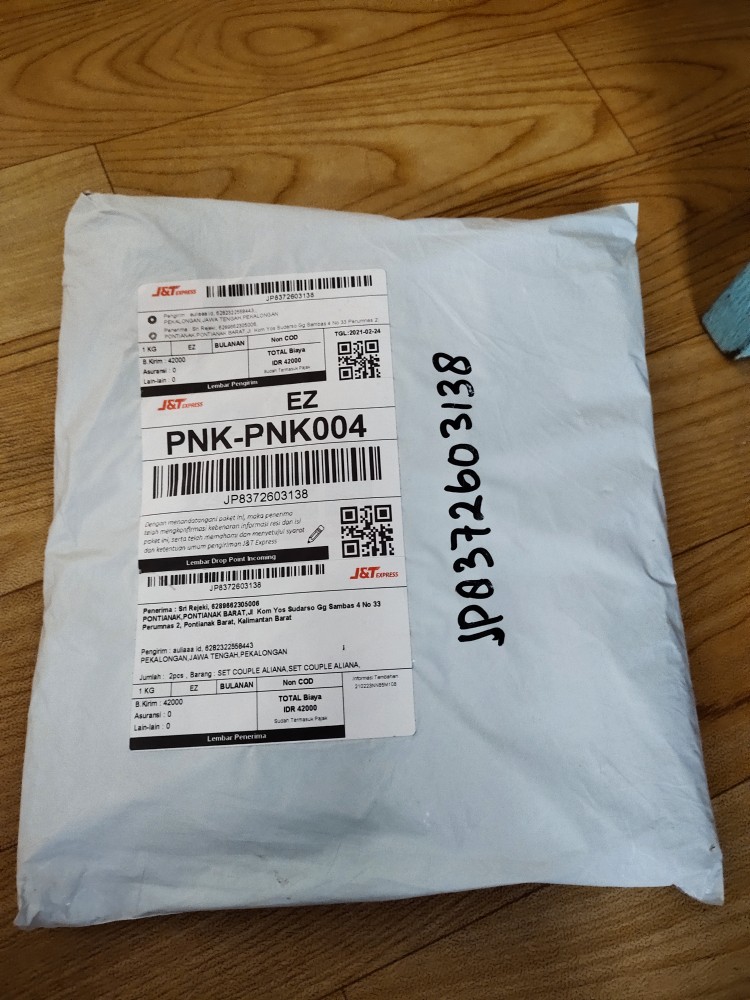 J&T EXPRESS
JP8372603138
Pengirim : auliaaa id, 6282322558443
PEKALONGAN,JAWA TENGAH,PEKALONGAN
Penerima : Sri Rejeki, 6289862305006
PONTIANAK,PONTIANAK BARAT,Jl Kom Yos Sudarso Gg Sambas 4 No 33 Perumnas 2,
1 KG EZ BULANAN Non COD TGL:2021-02-24
B.Kirim : 42000
Asuransi : 0
Lain-lain : 0
TOTAL Biaya
IDR 42000
Sudah Termasuk Pajak
Lembar Pengirim
J&T EXPRESS EZ
PNK-PNK004
JP8372603138
Dengan menandatangani paket ini, maka penerima
telah mengkonfirmasi kebenaran informasi resi dan isi
paket ini, serta telah memahami dan menyetujui syarat
dan ketentuan umum pengiriman J&T Express
Lembar Drop Point Incoming
J&T EXPRESS
JP8372603138
Penerima : Sri Rejeki, 6289862305006
PONTIANAK,PONTIANAK BARAT,Jl Kom Yos Sudarso Gg Sambas 4 No 33
Perumnas 2, Pontianak Barat, Kalimantan Barat
Pengirim : auliaaa id, 6282322558443
PEKALONGAN,JAWA TENGAH,PEKALONGAN
Jumlah : 2pcs , Barang : SET COUPLE ALIANA,SET COUPLE ALIANA,
1 KG EZ BULANAN Non COD
Informasi Tambahan
B.Kirim : 42000
Asuransi : 0
Lain-lain : 0
TOTAL Biaya
IDR 42000
Sudah Termasuk Pajak
Lembar Penerima
JP8372603138